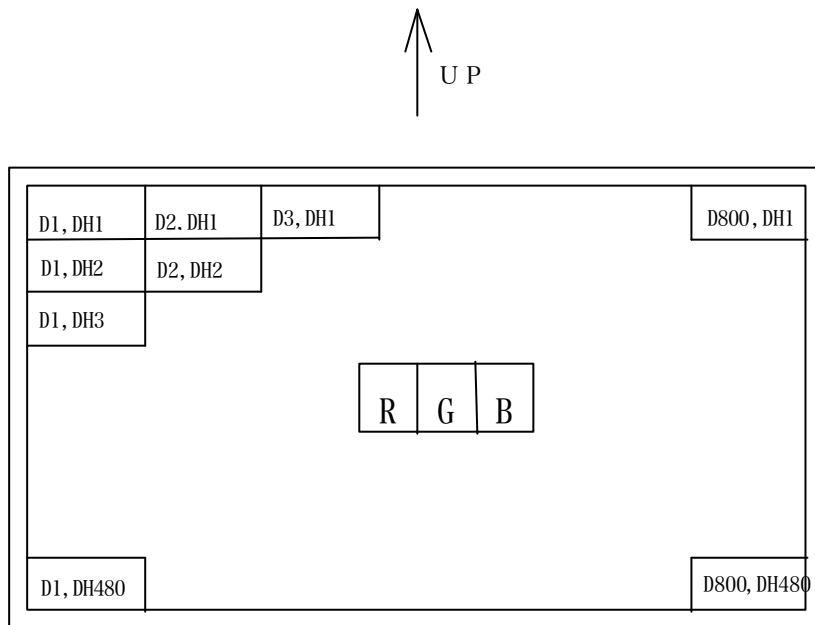 UP
D1,DH1
D2.DH1
D3,DH1
D800,DH1
D1,DH2
D2,DH2
D1,DH3
R G B
D1,DH480
D800,DH480